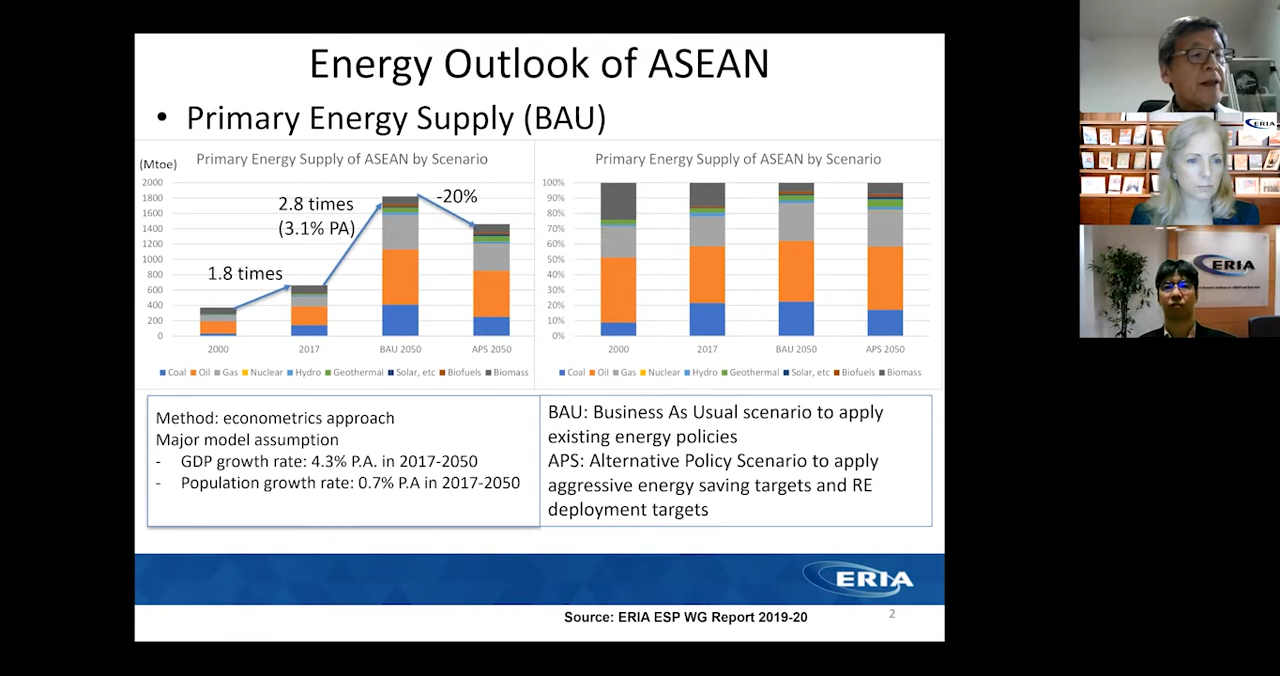 Energy Outlook of ASEAN
• Primary Energy Supply (BAU)
(Mtoe)
Primary Energy Supply of ASEAN by Scenario
2000
1800
1600
1400
1200
1000
800
600
400
200
0
1.8 times
2.8 times
(3.1% PA)
-20%
2000 2017 BAU 2050 APS 2050
Coal Oil Gas Nuclear Hydro Geothermal Solar, etc Biofuels Biomass
Primary Energy Supply of ASEAN by Scenario
100%
90%
80%
70%
60%
50%
40%
30%
20%
10%
0%
2000 2017 BAU 2050 APS 2050
Coal Oil Gas Nuclear Hydro Geothermal Solar, etc Biofuels Biomass
Method: econometrics approach
Major model assumption
- GDP growth rate: 4.3% P.A. in 2017-2050
- Population growth rate: 0.7% P.A in 2017-2050
BAU: Business As Usual scenario to apply
existing energy policies
APS: Alternative Policy Scenario to apply
aggressive energy saving targets and RE
deployment targets
ERIA
Source: ERIA ESP WG Report 2019-20
2
ERIA
ERIA